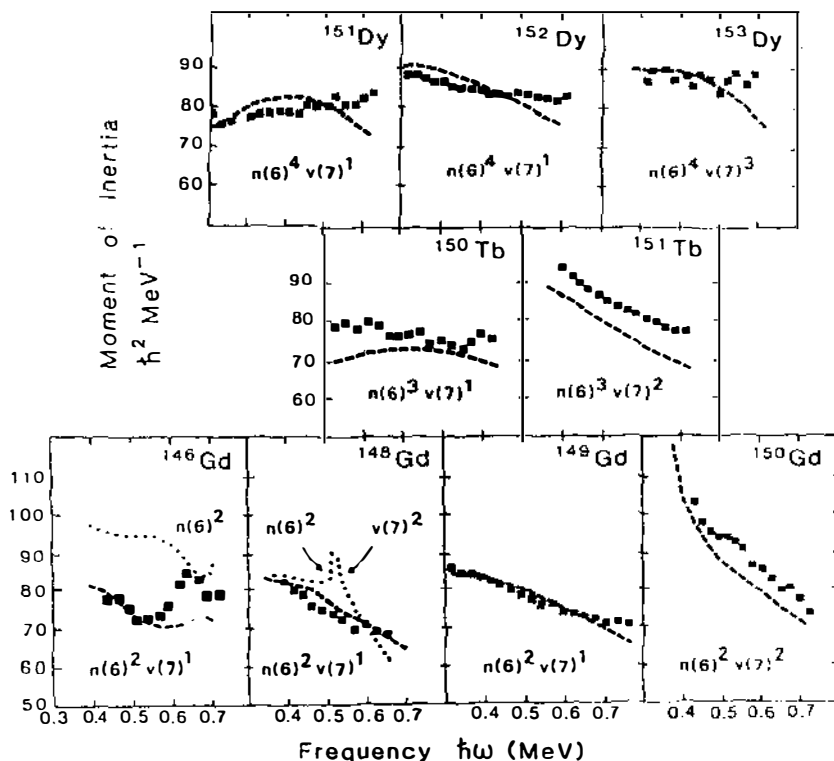 Moment of Inertia
ħ² MeV⁻¹
¹⁵¹Dy
¹⁵²Dy
¹⁵³Dy
90
80
70
60
π(6)⁴ ν(7)¹
π(6)⁴ ν(7)¹
π(6)⁴ ν(7)³
¹⁵⁰Tb
¹⁵¹Tb
90
80
70
60
π(6)³ ν(7)¹
π(6)³ ν(7)²
¹⁴⁶Gd
¹⁴⁸Gd
¹⁴⁹Gd
¹⁵⁰Gd
110
100
90
80
70
60
50
π(6)²
π(6)²
ν(7)²
π(6)² ν(7)¹
π(6)² ν(7)¹
π(6)² ν(7)¹
π(6)² ν(7)²
0.3 0.4 0.5 0.6 0.7
0.4 0.5 0.6 0.7
0.4 0.5 0.6 0.7
0.4 0.5 0.6 0.7
Frequency ħω (MeV)